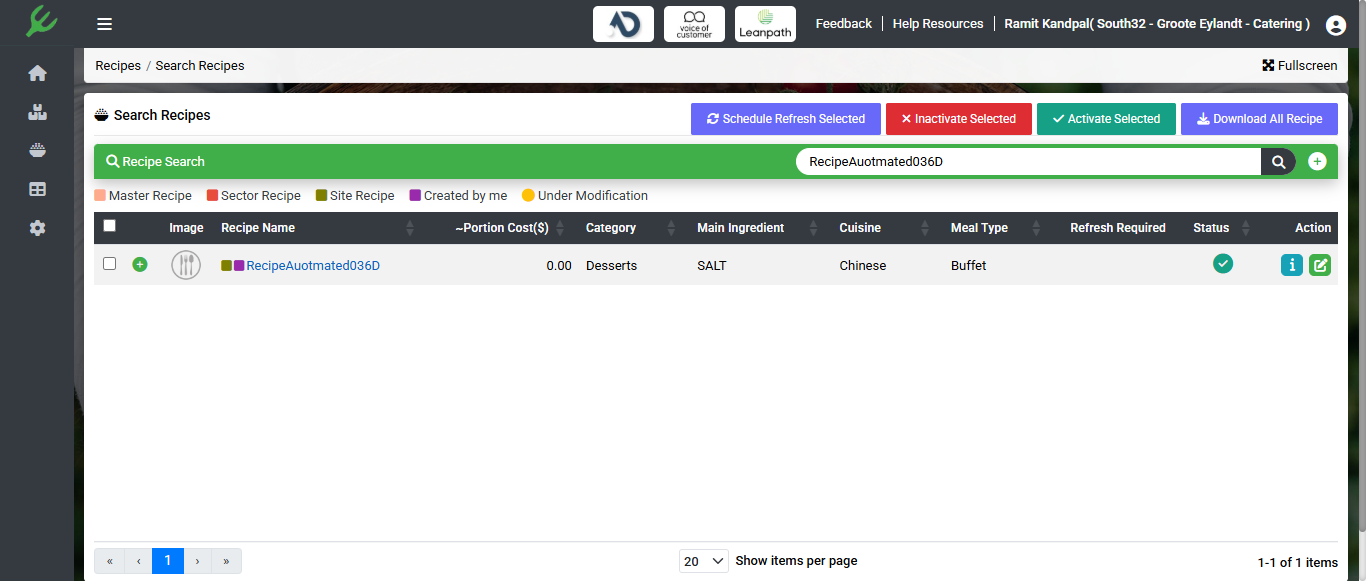 voice of customer
Leanpath
Feedback
Help Resources
Ramit Kandpal( South32 - Groote Eylandt - Catering )
Recipes / Search Recipes
Fullscreen
Search Recipes
Schedule Refresh Selected
Inactivate Selected
Activate Selected
Download All Recipe
Recipe Search
RecipeAuotmated036D
Master Recipe
Sector Recipe
Site Recipe
Created by me
Under Modification
Image Recipe Name ~Portion Cost($) Category Main Ingredient Cuisine Meal Type Refresh Required Status Action
RecipeAuotmated036D 0.00 Desserts SALT Chinese Buffet
« ‹ 1 › »
20 Show items per page
1-1 of 1 items